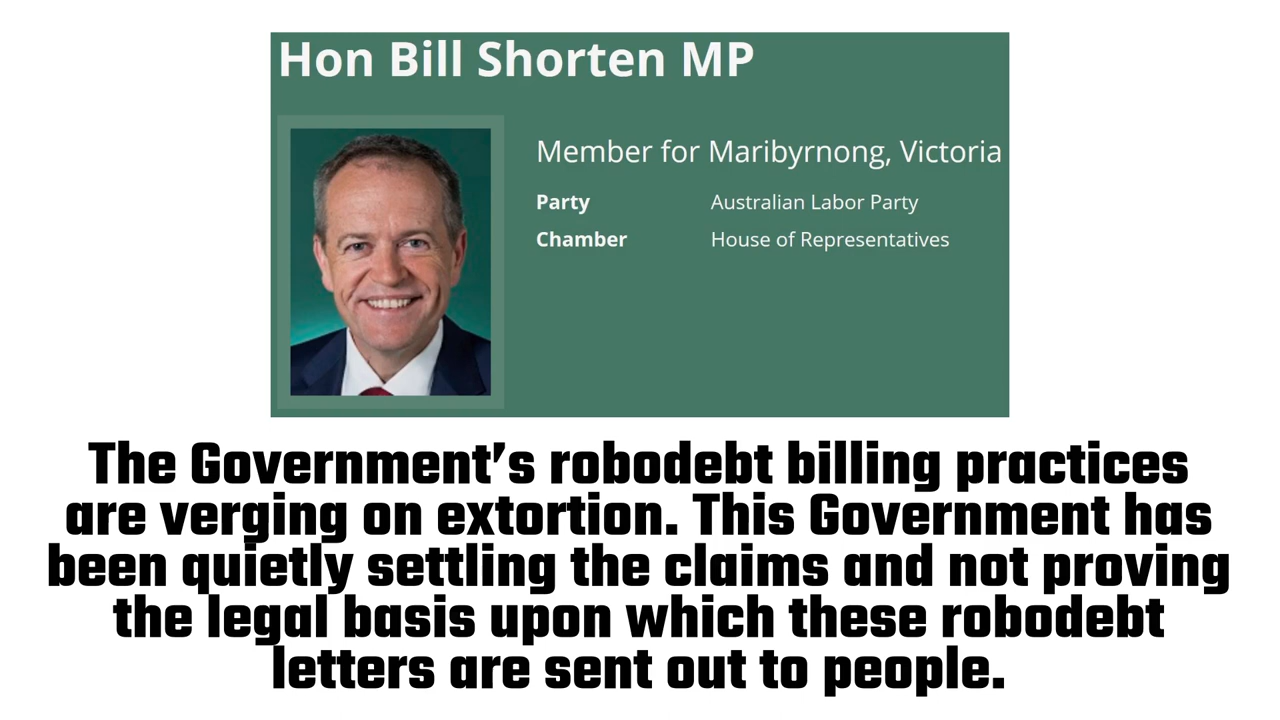 Hon Bill Shorten MP
Member for Maribyrnong, Victoria
Party Australian Labor Party
Chamber House of Representatives
The Government’s robodebt billing practices
are verging on extortion. This Government has
been quietly settling the claims and not proving
the legal basis upon which these robodebt
letters are sent out to people.